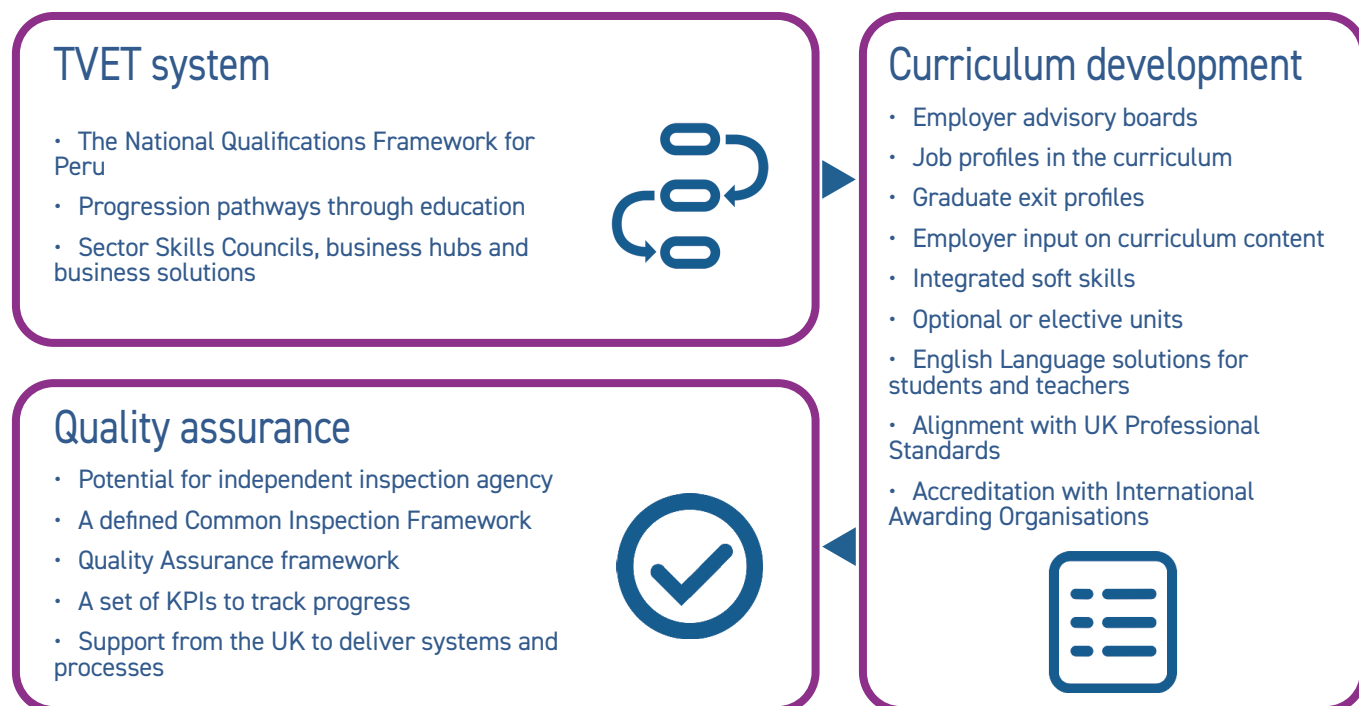 TVET system
· The National Qualifications Framework for
Peru
· Progression pathways through education
· Sector Skills Councils, business hubs and
business solutions
Curriculum development
· Employer advisory boards
· Job profiles in the curriculum
· Graduate exit profiles
· Employer input on curriculum content
· Integrated soft skills
· Optional or elective units
· English Language solutions for
students and teachers
· Alignment with UK Professional
Standards
· Accreditation with International
Awarding Organisations
Quality assurance
· Potential for independent inspection agency
· A defined Common Inspection Framework
· Quality Assurance framework
· A set of KPIs to track progress
· Support from the UK to deliver systems and
processes